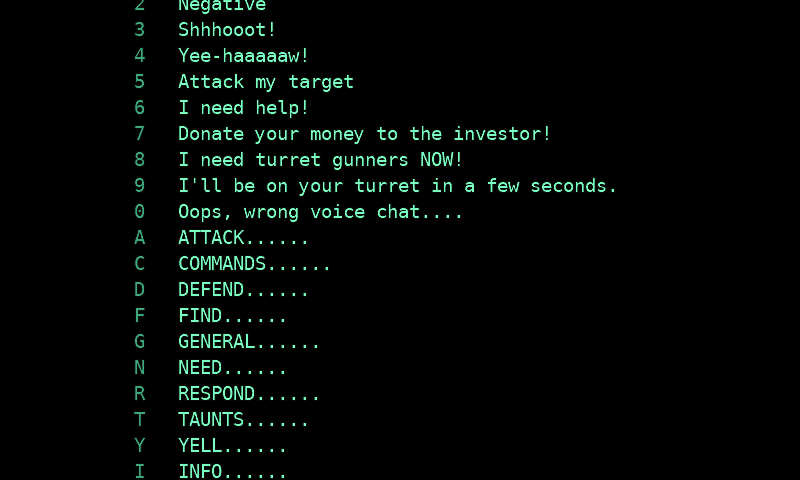 2 Negative
3 Shhhooot!
4 Yee-haaaaaw!
5 Attack my target
6 I need help!
7 Donate your money to the investor!
8 I need turret gunners NOW!
9 I'll be on your turret in a few seconds.
0 Oops, wrong voice chat....
A ATTACK......
C COMMANDS......
D DEFEND......
F FIND......
G GENERAL......
N NEED......
R RESPOND......
T TAUNTS......
Y YELL......
I INFO......